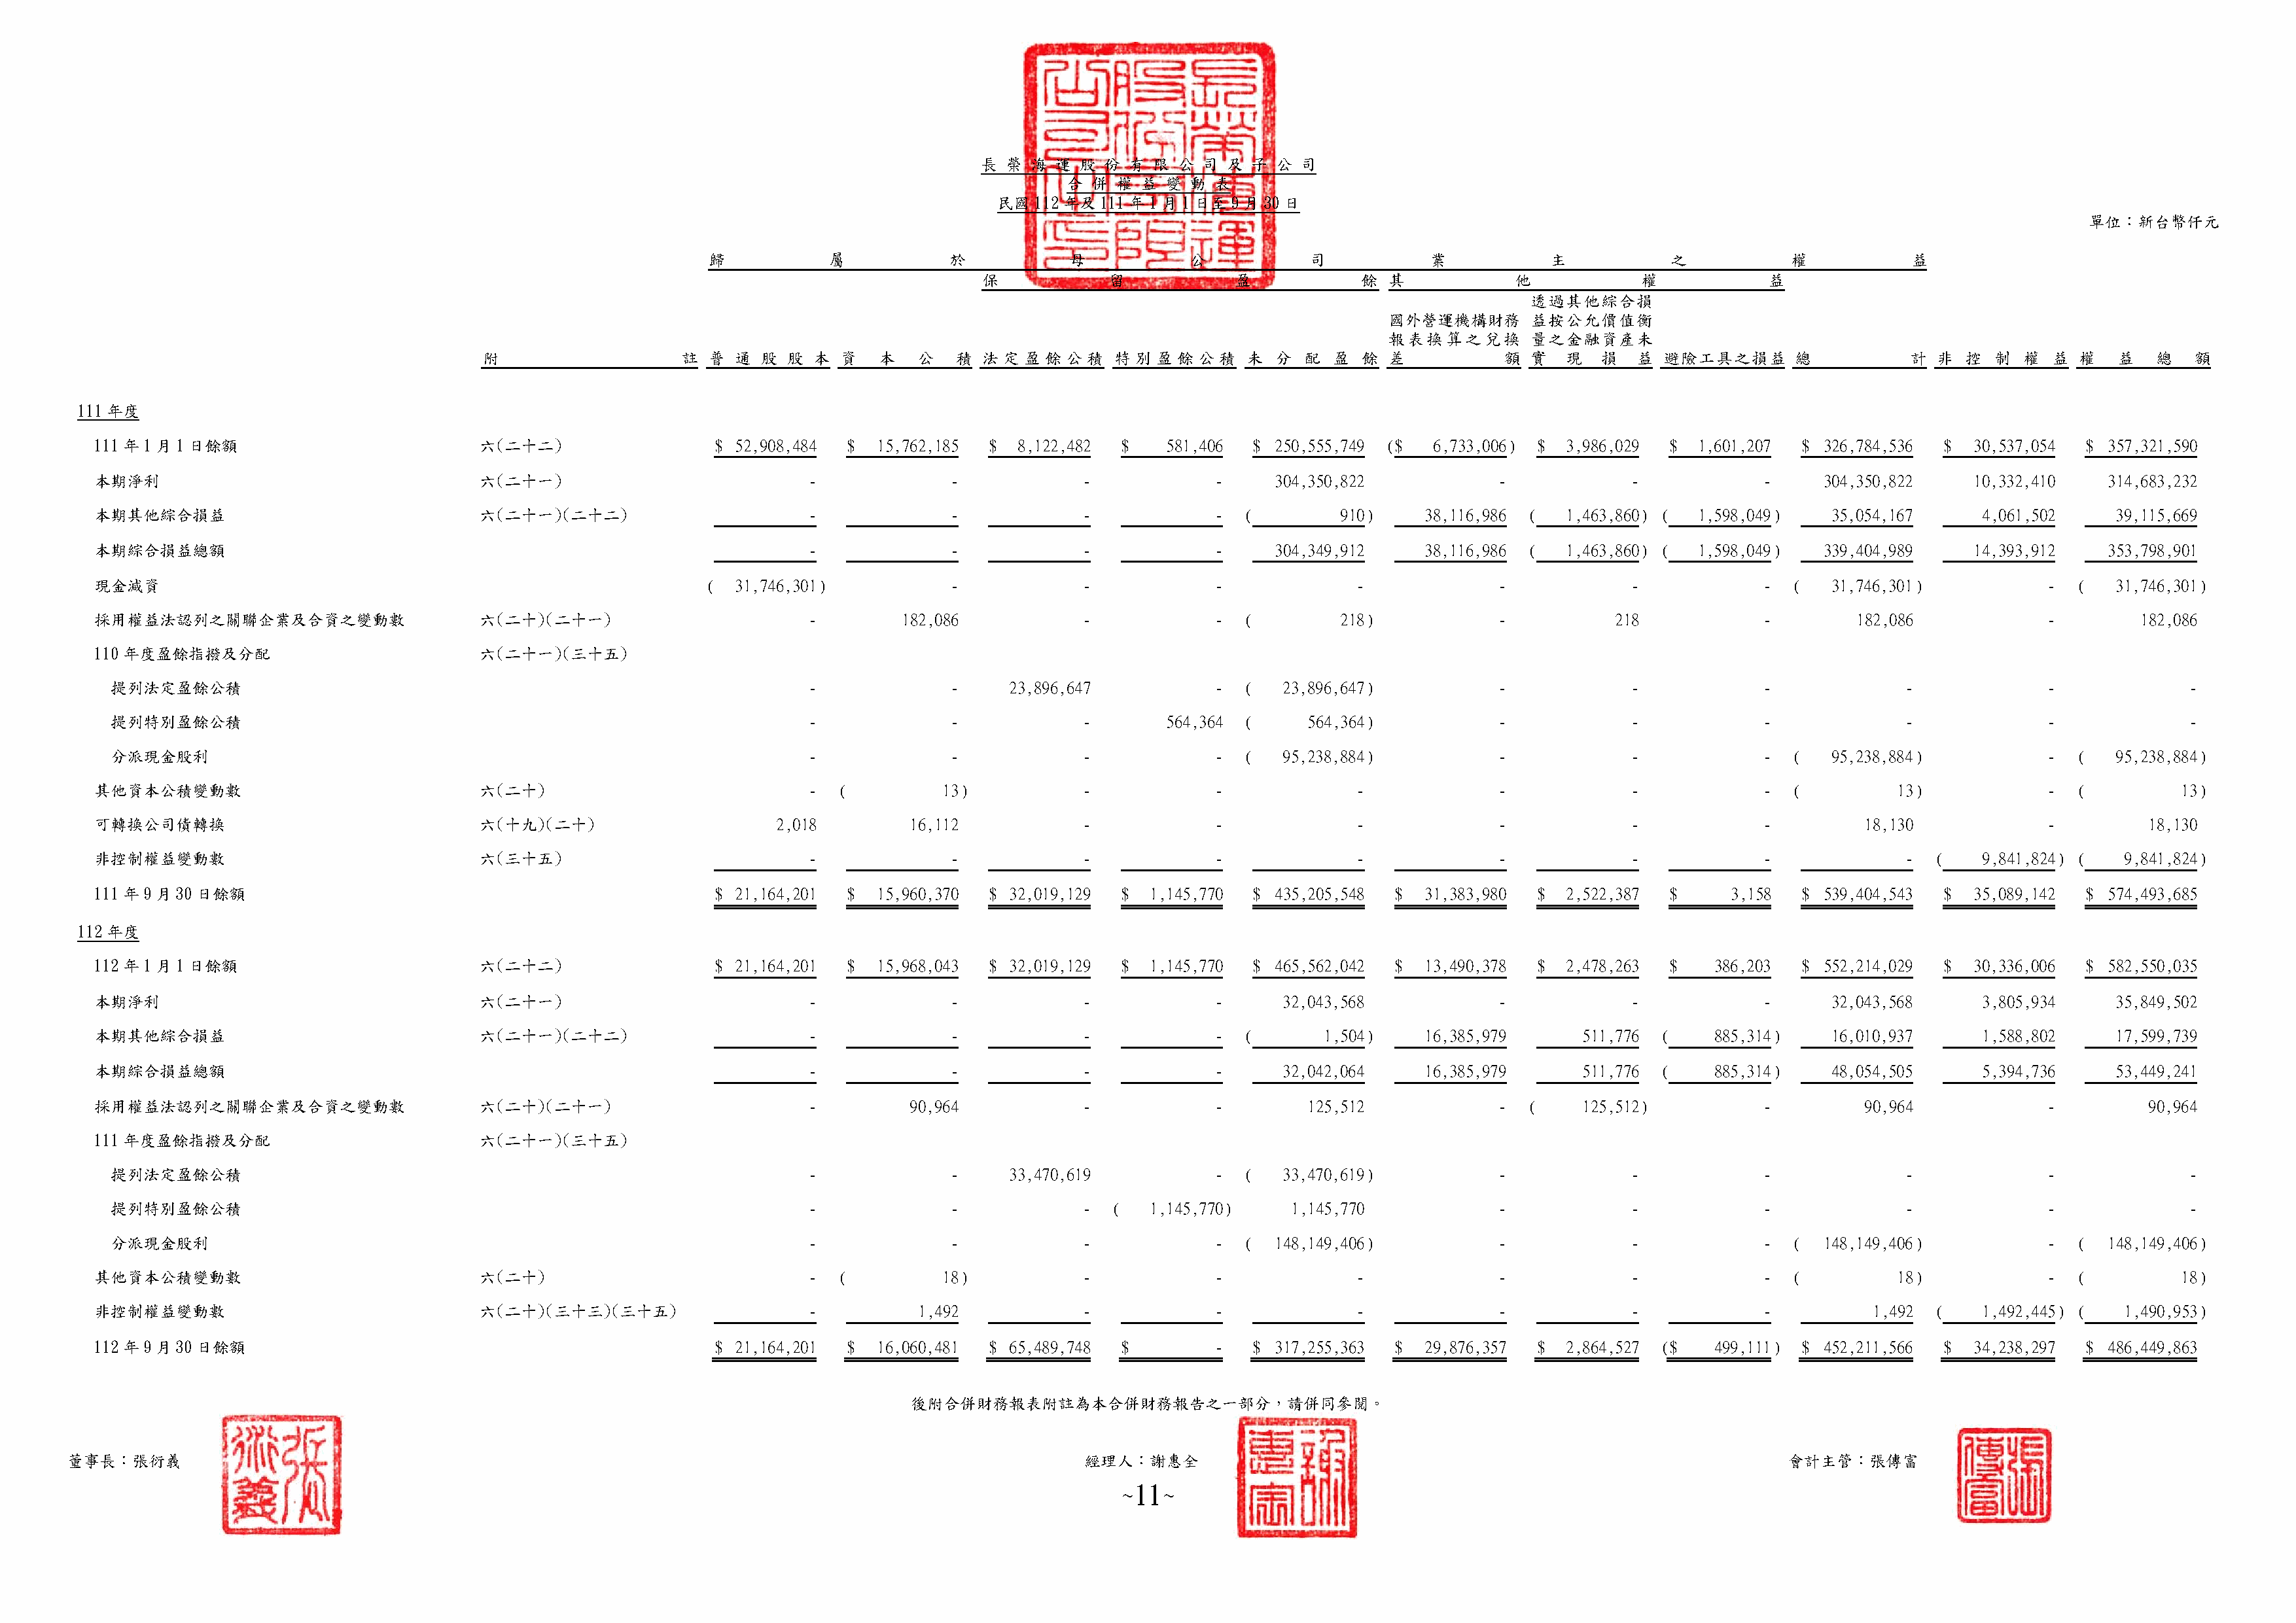 長榮海運股份有限公司及子公司
合併權益變動表
民國112年及111年1月1日至9月30日
單位：新台幣仟元
歸屬於母公司業主之權益
保留盈餘 其他權益
附註 普通股股本 資本公積 法定盈餘公積 特別盈餘公積 未分配盈餘 國外營運機構財務報表換算之兌換差額 透過其他綜合損益按公允價值衡量之金融資產未實現損益 避險工具之損益 總計 非控制權益 權益總額
111年度
111年1月1日餘額 六(二十二) $ 52,908,484 $ 15,762,185 $ 8,122,482 $ 581,406 $ 250,555,749 ($ 6,733,006) $ 3,986,029 $ 1,601,207 $ 326,784,536 $ 30,537,054 $ 357,321,590
本期淨利 六(二十一) - - - - 304,350,822 - - - 304,350,822 10,332,410 314,683,232
本期其他綜合損益 六(二十一)(二十二) - - - - ( 910) 38,116,986 ( 1,463,860) ( 1,598,049) 35,054,167 4,061,502 39,115,669
本期綜合損益總額 - - - - 304,349,912 38,116,986 ( 1,463,860) ( 1,598,049) 339,404,989 14,393,912 353,798,901
現金減資 ( 31,746,301) - - - - - - - ( 31,746,301) - ( 31,746,301)
採用權益法認列之關聯企業及合資之變動數 六(二十)(二十一) - 182,086 - - ( 218) - 218 - 182,086 - 182,086
110年度盈餘指撥及分配 六(二十一)(三十五)
提列法定盈餘公積 - - 23,896,647 - ( 23,896,647) - - - - - -
提列特別盈餘公積 - - - 564,364 ( 564,364) - - - - - -
分派現金股利 - - - - ( 95,238,884) - - - ( 95,238,884) - ( 95,238,884)
其他資本公積變動數 六(二十) - ( 13) - - - - - - ( 13) - ( 13)
可轉換公司債轉換 六(十九)(二十) 2,018 16,112 - - - - - - 18,130 - 18,130
非控制權益變動數 六(三十五) - - - - - - - - - ( 9,841,824) ( 9,841,824)
111年9月30日餘額 $ 21,164,201 $ 15,960,370 $ 32,019,129 $ 1,145,770 $ 435,205,548 $ 31,383,980 $ 2,522,387 $ 3,158 $ 539,404,543 $ 35,089,142 $ 574,493,685
112年度
112年1月1日餘額 六(二十二) $ 21,164,201 $ 15,968,043 $ 32,019,129 $ 1,145,770 $ 465,562,042 $ 13,490,378 $ 2,478,263 $ 386,203 $ 552,214,029 $ 30,336,006 $ 582,550,035
本期淨利 六(二十一) - - - - 32,043,568 - - - 32,043,568 3,805,934 35,849,502
本期其他綜合損益 六(二十一)(二十二) - - - - ( 1,504) 16,385,979 511,776 ( 885,314) 16,010,937 1,588,802 17,599,739
本期綜合損益總額 - - - - 32,042,064 16,385,979 511,776 ( 885,314) 48,054,505 5,394,736 53,449,241
採用權益法認列之關聯企業及合資之變動數 六(二十)(二十一) - 90,964 - - 125,512 - ( 125,512) - 90,964 - 90,964
111年度盈餘指撥及分配 六(二十一)(三十五)
提列法定盈餘公積 - - 33,470,619 - ( 33,470,619) - - - - - -
提列特別盈餘公積 - - - ( 1,145,770) 1,145,770 - - - - - -
分派現金股利 - - - - ( 148,149,406) - - - ( 148,149,406) - ( 148,149,406)
其他資本公積變動數 六(二十) - ( 18) - - - - - - ( 18) - ( 18)
非控制權益變動數 六(二十)(三十三)(三十五) - 1,492 - - - - - - 1,492 ( 1,492,445) ( 1,490,953)
112年9月30日餘額 $ 21,164,201 $ 16,060,481 $ 65,489,748 $ - $ 317,255,363 $ 29,876,357 $ 2,864,527 ($ 499,111) $ 452,211,566 $ 34,238,297 $ 486,449,863
後附合併財務報表附註為本合併財務報告之一部分，請併同參閱。
董事長：張衍義 經理人：謝惠全 會計主管：張傳富
~11~